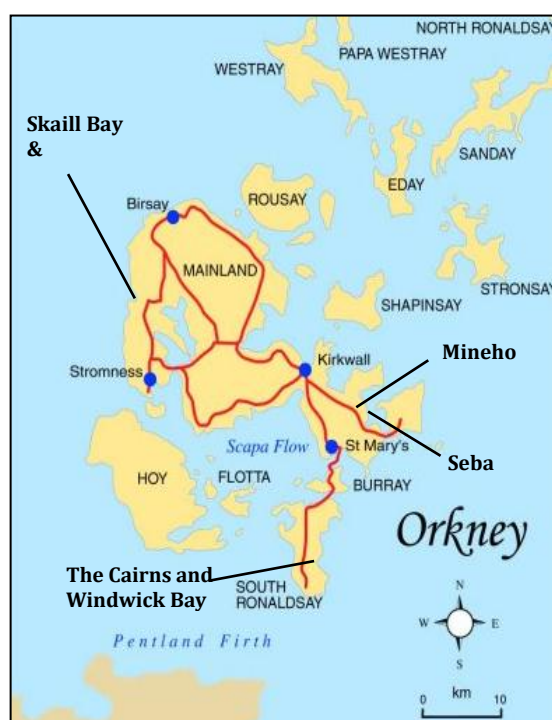 NORTH RONALDSAY
PAPA WESTRAY
WESTRAY
Skaill Bay
&
SANDAY
EDAY
ROUSAY
Birsay
MAINLAND
STRONSAY
SHAPINSAY
Mineho
Kirkwall
Stromness
Seba
Scapa Flow
St Mary's
HOY
FLOTTA
BURRAY
Orkney
The Cairns and
Windwick Bay
SOUTH
RONALDSAY
N
W
E
S
Pentland Firth
km
0
10